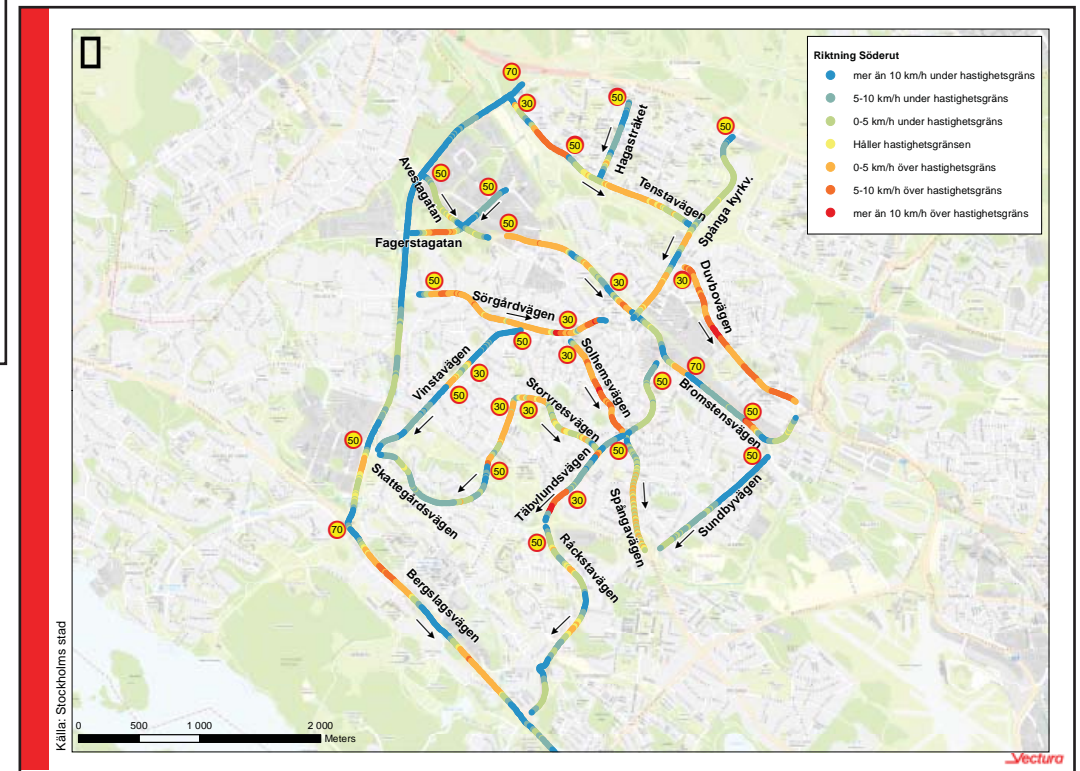 Riktning Söderut
mer än 10 km/h under hastighetsgräns
5-10 km/h under hastighetsgräns
0-5 km/h under hastighetsgräns
Håller hastighetsgränsen
0-5 km/h över hastighetsgräns
5-10 km/h över hastighetsgräns
mer än 10 km/h över hastighetsgräns
70
30
50
50
50
Hagastråket
50
Avestagatan
50
50
Tenstavägen
Spånga kyrkv.
Fagerstagatan
50
30
30
Duvbovägen
Sörgårdvägen
30
50
30
Solhemsvägen
Vinstavägen
30
50
70
50
Bromstensvägen
Storvretsvägen
30
30
50
50
50
50
50
Skattegårdsvägen
Täbylundsvägen
30
Spångavägen
Sundbyvägen
70
50
Råckstavägen
Bergslagsvägen
Källa: Stockholms stad
0 500 1 000 2 000
Meters
Vectura